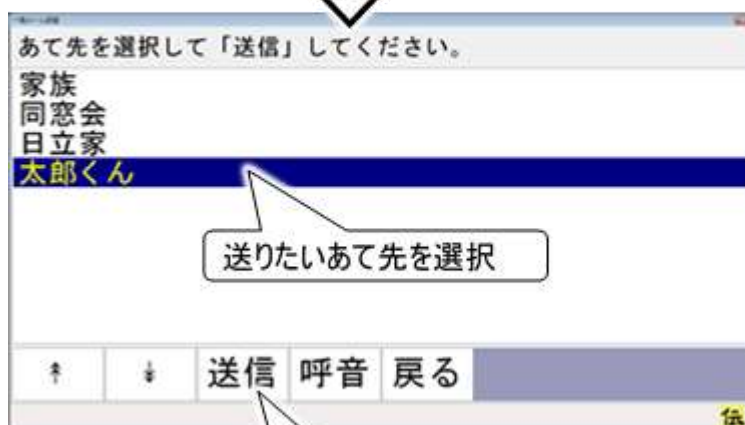 あて先を選択して「送信」してください。
家族
同窓会
日立家
太郎くん
送りたいあて先を選択
送信 呼音 戻る